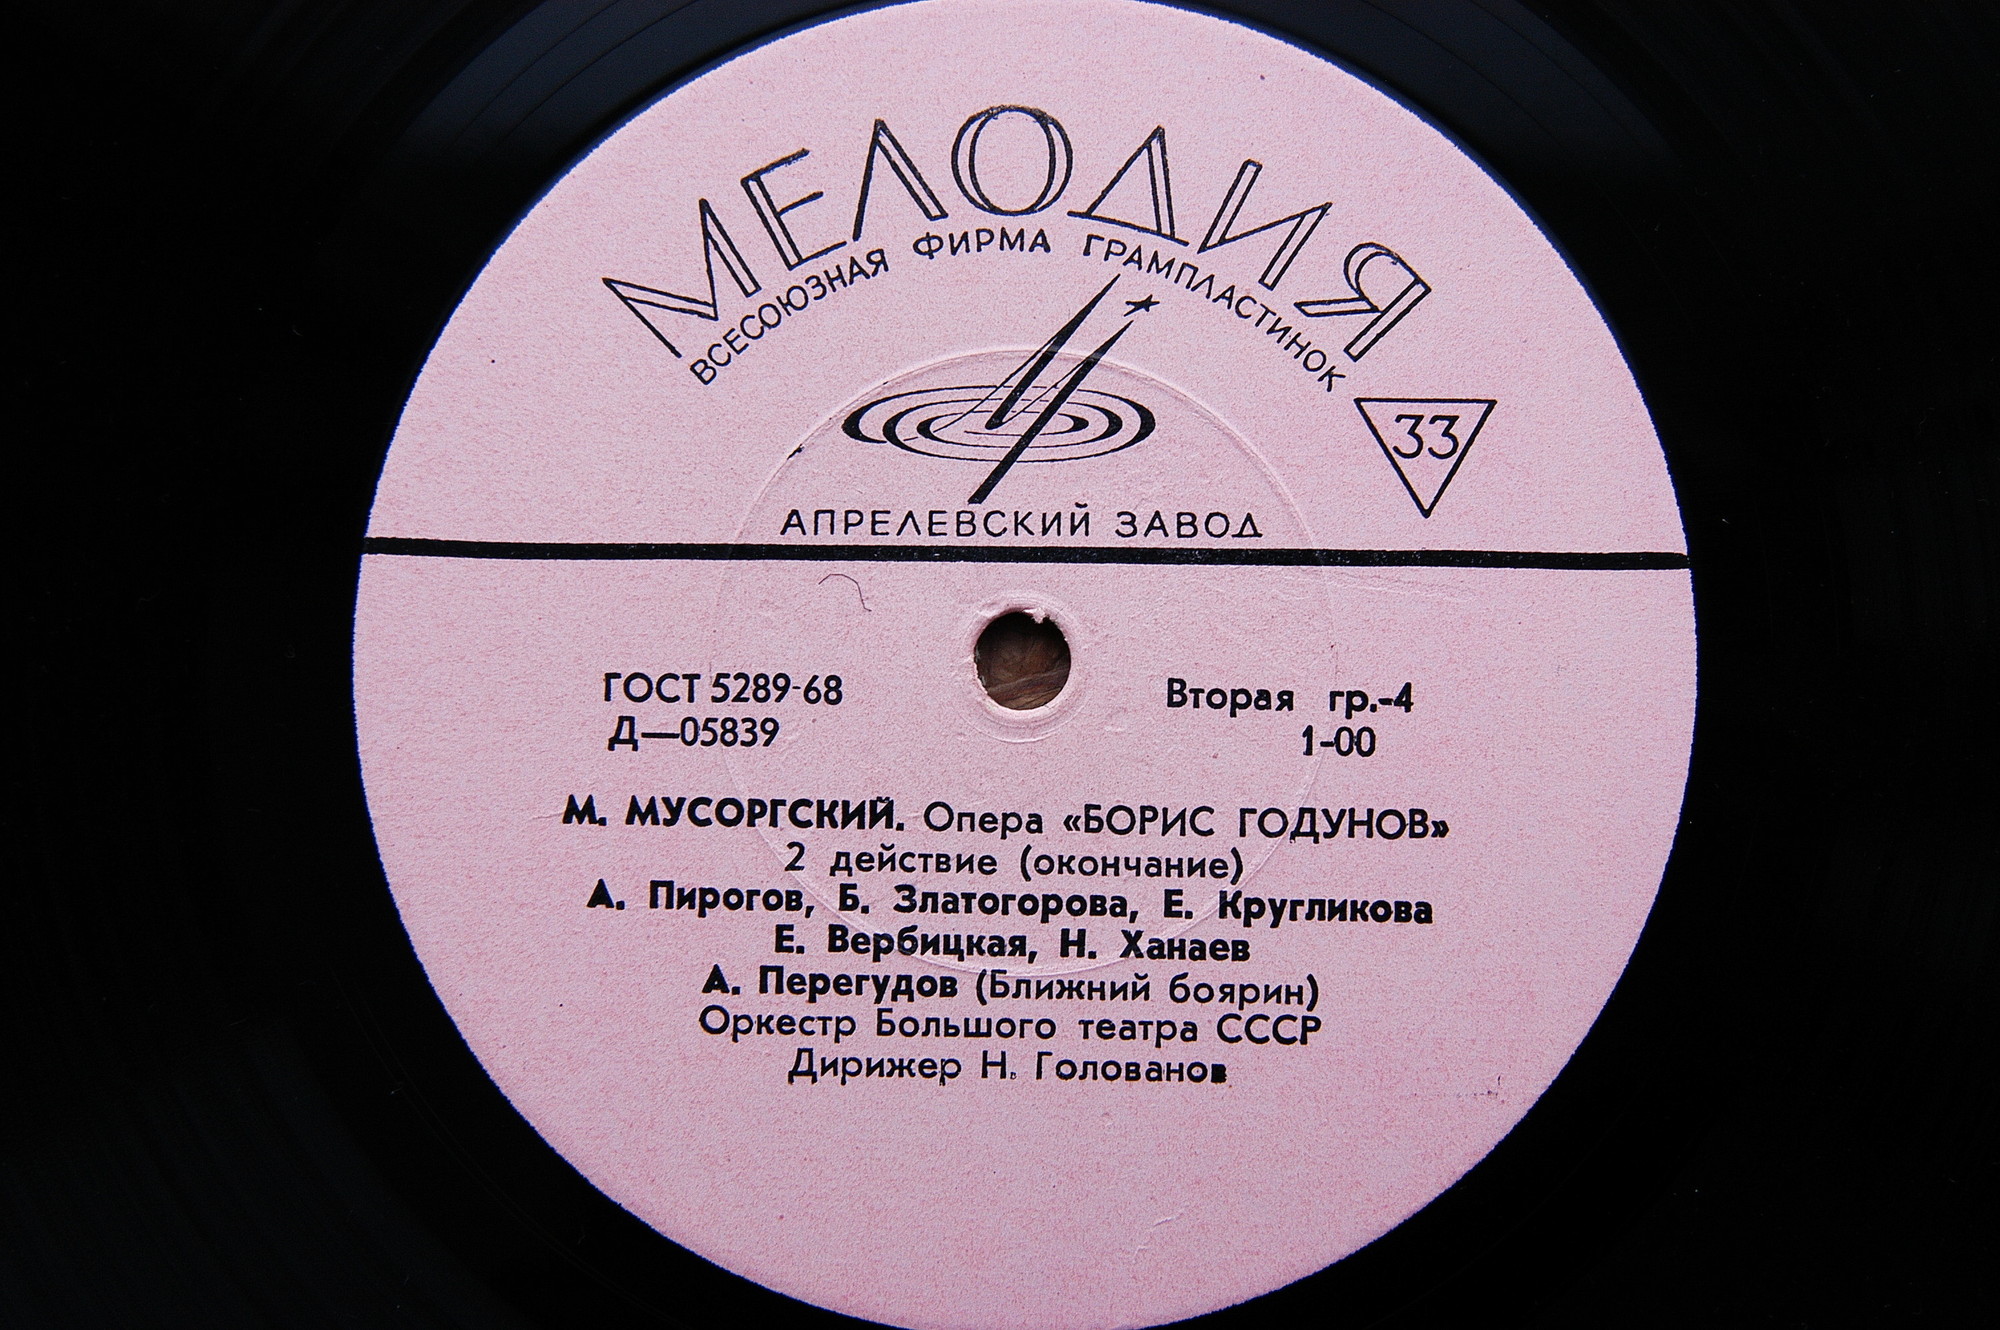 МЕЛОДИЯ
ВСЕСОЮЗНАЯ ФИРМА ГРАМПЛАСТИНОК
33
АПРЕЛЕВСКИЙ ЗАВОД
ГОСТ 5289-68
Д—05839
Вторая гр.-4
1-00
М. МУСОРГСКИЙ. Опера «БОРИС ГОДУНОВ»
2 действие (окончание)
А. Пирогов, Б. Златогорова, Е. Кругликова
Е. Вербицкая, Н. Ханаев
А. Перегудов (Ближний боярин)
Оркестр Большого театра СССР
Дирижер Н. Голованов